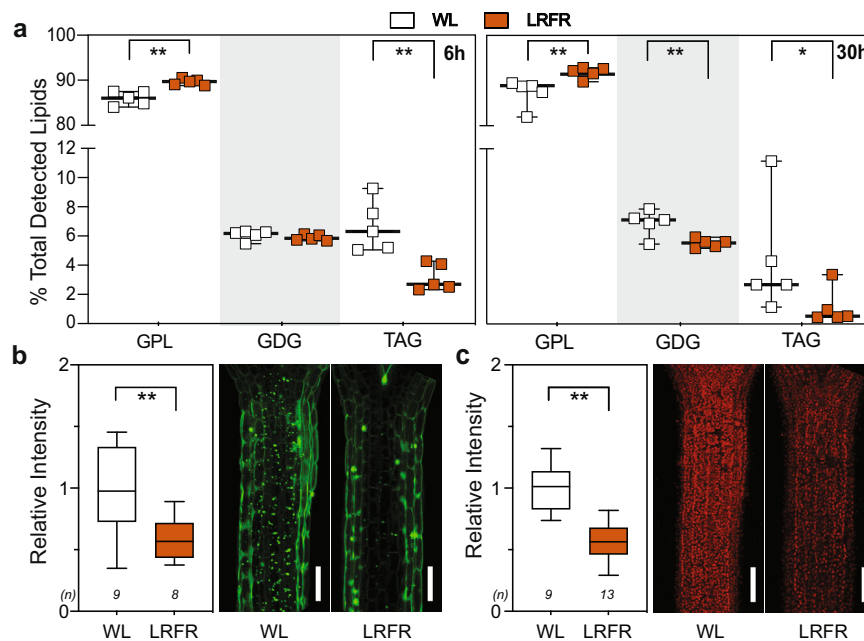 WL LRFR
a
% Total Detected Lipids
100
90
80
12
10
8
6
4
2
0
** ** 6h
** ** * 30h
GPL GDG TAG
GPL GDG TAG
b
Relative Intensity
2
1
0
**
(n) 9 8
WL LRFR WL LRFR
c
Relative Intensity
2
1
0
**
(n) 9 13
WL LRFR WL LRFR